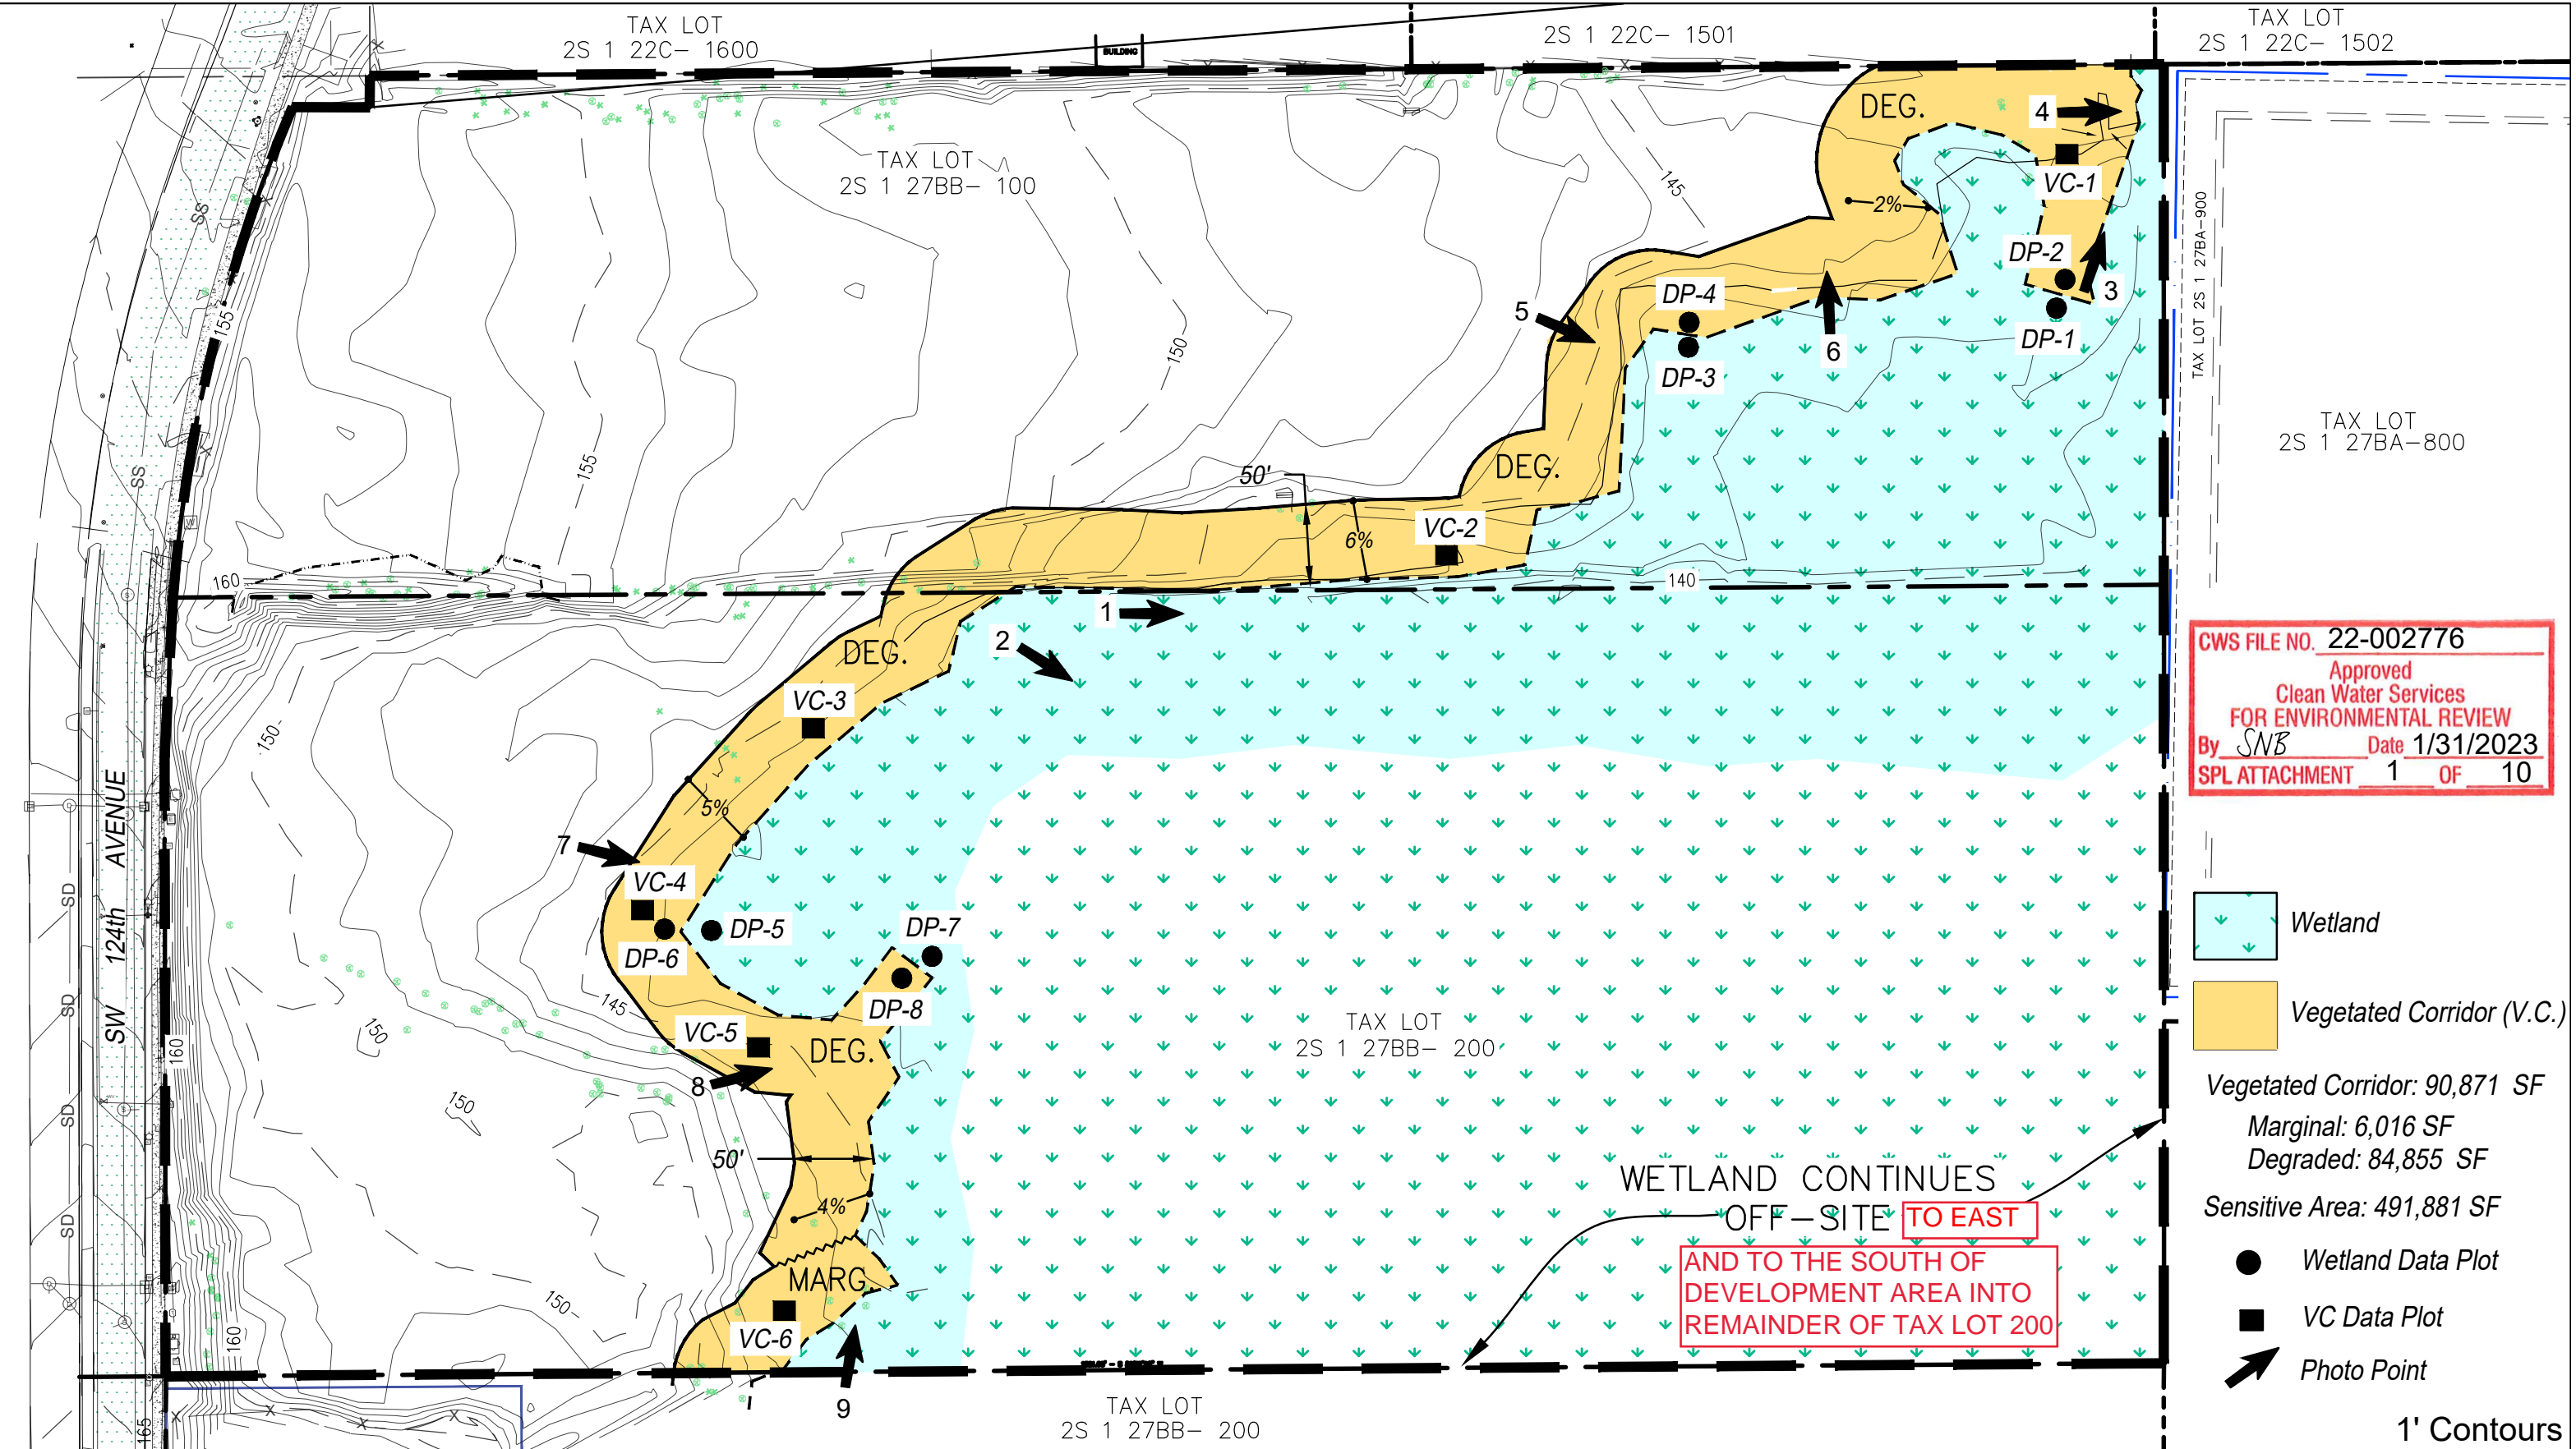 TAX LOT
2S 1 22C- 1600
BUILDING
2S 1 22C- 1501
TAX LOT
2S 1 22C- 1502
TAX LOT
2S 1 27BB- 100
DEG.
4
VC-1
145
2%
TAX LOT 2S 1 27BA-900
DP-2
3
DP-1
SS
155
150
5
DP-4
DP-3
6
TAX LOT
2S 1 27BA-800
155
SS
50'
DEG.
6%
VC-2
160
140
1
2
DEG.
VC-3
150
CWS FILE NO. 22-002776
Approved
Clean Water Services
FOR ENVIRONMENTAL REVIEW
By SNB Date 1/31/2023
SPL ATTACHMENT 1 OF 10
SW 124th AVENUE
5%
7
VC-4
SD
DP-5
DP-6
DP-7
DP-8
Wetland
145
SD
150
160
VC-5
DEG.
8
TAX LOT
2S 1 27BB- 200
Vegetated Corridor (V.C.)
Vegetated Corridor: 90,871 SF
Marginal: 6,016 SF
Degraded: 84,855 SF
Sensitive Area: 491,881 SF
150
SD
50'
4%
SD
WETLAND CONTINUES
OFF-SITE TO EAST
AND TO THE SOUTH OF
DEVELOPMENT AREA INTO
REMAINDER OF TAX LOT 200
Wetland Data Plot
VC Data Plot
Photo Point
MARG.
150
160
VC-6
9
165
TAX LOT
2S 1 27BB- 200
1' Contours